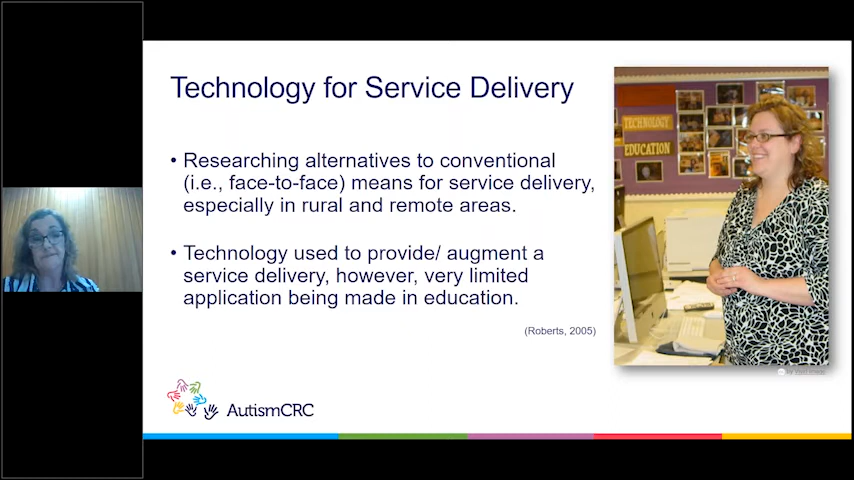 Technology for Service Delivery
• Researching alternatives to conventional
(i.e., face-to-face) means for service delivery,
especially in rural and remote areas.
• Technology used to provide/ augment a
service delivery, however, very limited
application being made in education.
(Roberts, 2005)
TECHNOLOGY
EDUCATION
AutismCRC